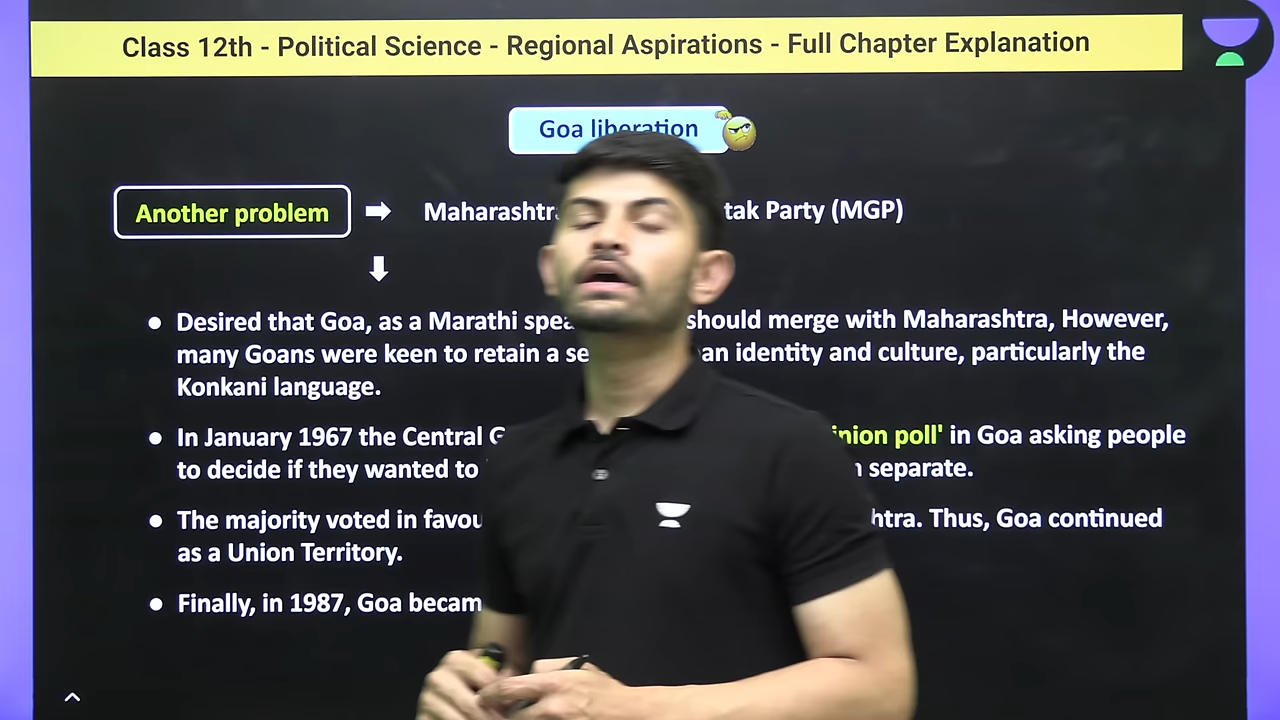 Class 12th - Political Science - Regional Aspirations - Full Chapter Explanation
Goa liberation
Another problem
Maharashtra tak Party (MGP)
Desired that Goa, as a Marathi spea should merge with Maharashtra, However,
many Goans were keen to retain a se an identity and culture, particularly the
Konkani language.
In January 1967 the Central G inion poll' in Goa asking people
to decide if they wanted to separate.
The majority voted in favou htra. Thus, Goa continued
as a Union Territory.
Finally, in 1987, Goa becam